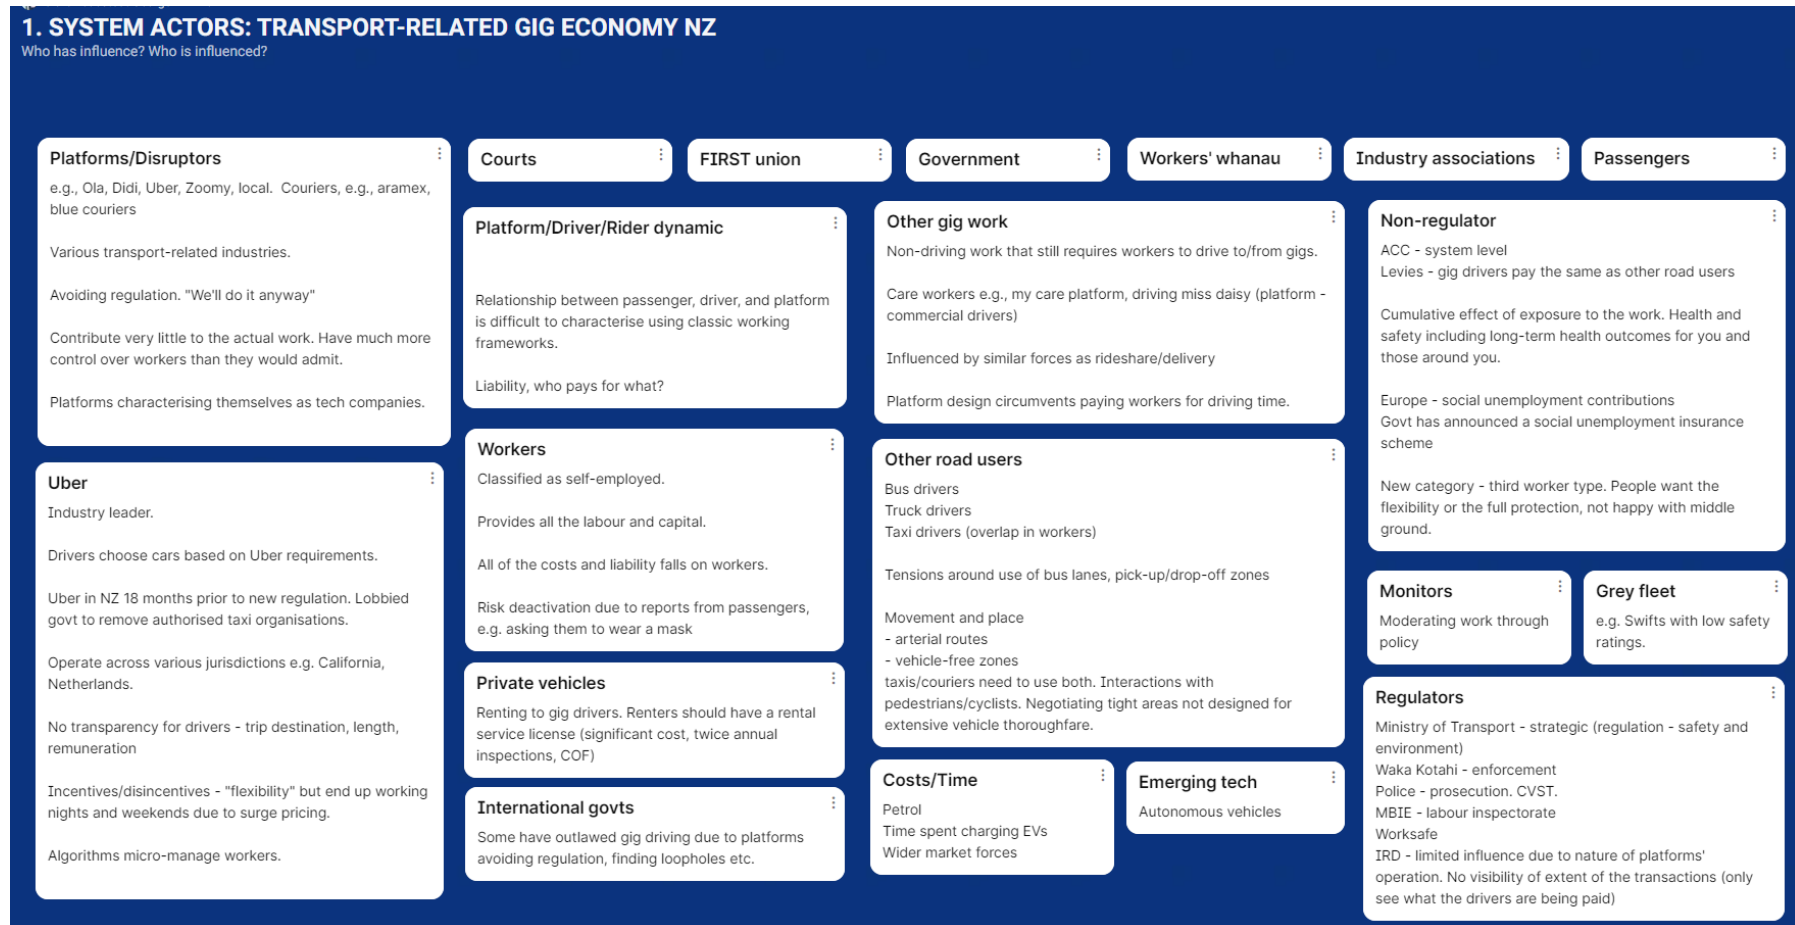 1. SYSTEM ACTORS: TRANSPORT-RELATED GIG ECONOMY NZ
Who has influence? Who is influenced?
Platforms/Disruptors
e.g., Ola, Didi, Uber, Zoomy, local.  Couriers, e.g., aramex,
blue couriers
Various transport-related industries.
Avoiding regulation. "We'll do it anyway"
Contribute very little to the actual work. Have much more
control over workers than they would admit.
Platforms characterising themselves as tech companies.
Uber
Industry leader.
Drivers choose cars based on Uber requirements.
Uber in NZ 18 months prior to new regulation. Lobbied
govt to remove authorised taxi organisations.
Operate across various jurisdictions e.g. California,
Netherlands.
No transparency for drivers - trip destination, length,
remuneration
Incentives/disincentives - "flexibility" but end up working
nights and weekends due to surge pricing.
Algorithms micro-manage workers.
Courts
FIRST union
Government
Workers' whanau
Industry associations
Passengers
Platform/Driver/Rider dynamic
Relationship between passenger, driver, and platform
is difficult to characterise using classic working
frameworks.
Liability, who pays for what?
Workers
Classified as self-employed.
Provides all the labour and capital.
All of the costs and liability falls on workers.
Risk deactivation due to reports from passengers,
e.g. asking them to wear a mask
Private vehicles
Renting to gig drivers. Renters should have a rental
service license (significant cost, twice annual
inspections, COF)
International govts
Some have outlawed gig driving due to platforms
avoiding regulation, finding loopholes etc.
Other gig work
Non-driving work that still requires workers to drive to/from gigs.
Care workers e.g., my care platform, driving miss daisy (platform -
commercial drivers)
Influenced by similar forces as rideshare/delivery
Platform design circumvents paying workers for driving time.
Other road users
Bus drivers
Truck drivers
Taxi drivers (overlap in workers)
Tensions around use of bus lanes, pick-up/drop-off zones
Movement and place
- arterial routes
- vehicle-free zones
taxis/couriers need to use both. Interactions with
pedestrians/cyclists. Negotiating tight areas not designed for
extensive vehicle thoroughfare.
Costs/Time
Petrol
Time spent charging EVs
Wider market forces
Emerging tech
Autonomous vehicles
Non-regulator
ACC - system level
Levies - gig drivers pay the same as other road users
Cumulative effect of exposure to the work. Health and
safety including long-term health outcomes for you and
those around you.
Europe - social unemployment contributions
Govt has announced a social unemployment insurance
scheme
New category - third worker type. People want the
flexibility or the full protection, not happy with middle
ground.
Monitors
Moderating work through
policy
Grey fleet
e.g. Swifts with low safety
ratings.
Regulators
Ministry of Transport - strategic (regulation - safety and
environment)
Waka Kotahi - enforcement
Police - prosecution. CVST.
MBIE - labour inspectorate
Worksafe
IRD - limited influence due to nature of platforms'
operation. No visibility of extent of the transactions (only
see what the drivers are being paid)